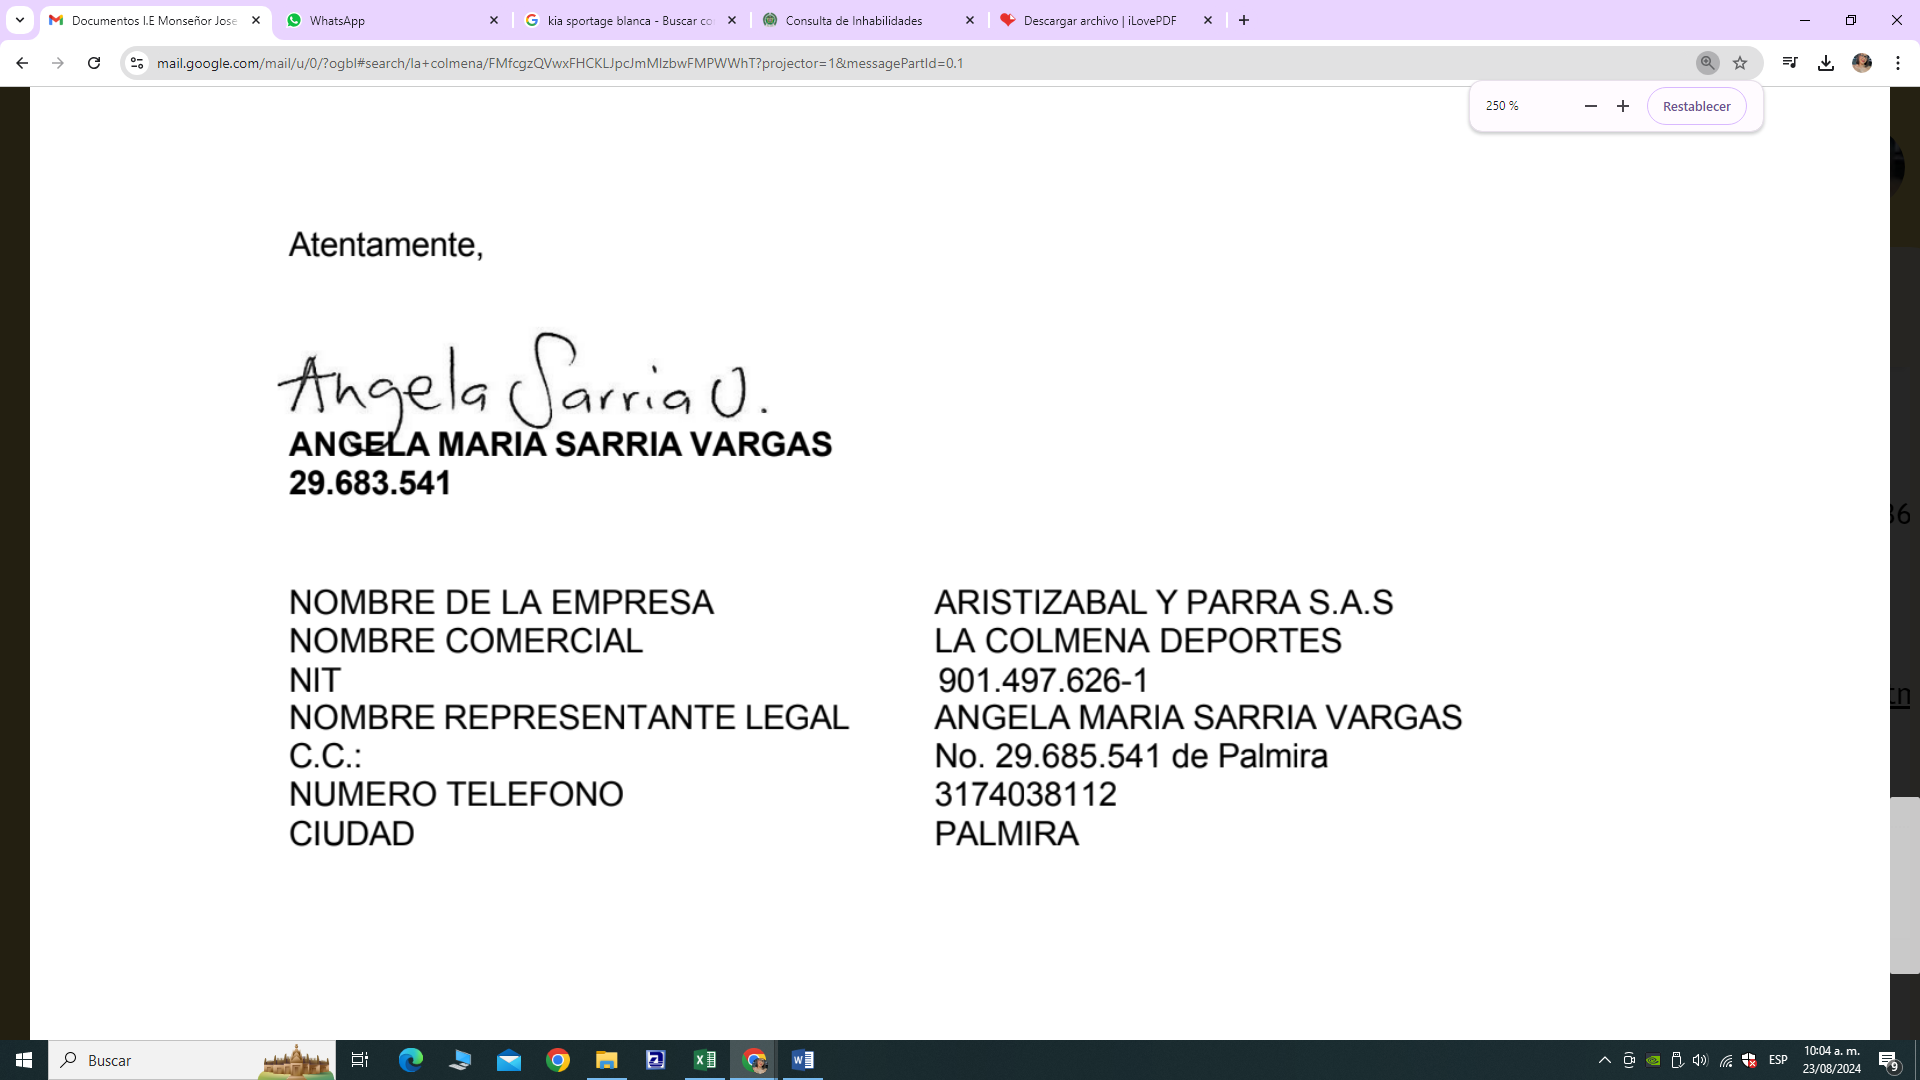 Documentos I.E Monseñor Jose
WhatsApp
kia sportage blanca - Buscar co
Consulta de Inhabilidades
Descargar archivo | iLovePDF
mail.google.com/mail/u/0/?ogbl#search/la+colmena/FMfcgzQVwxFHCKLJpcJmMlzbwFMPWWhT?projector=1&messagePartId=0.1
250 %
Restablecer
Atentamente,
Angela Sarria V.
ANGELA MARIA SARRIA VARGAS
29.683.541
36
NOMBRE DE LA EMPRESA ARISTIZABAL Y PARRA S.A.S
NOMBRE COMERCIAL LA COLMENA DEPORTES
NIT 901.497.626-1
NOMBRE REPRESENTANTE LEGAL ANGELA MARIA SARRIA VARGAS
C.C.: No. 29.685.541 de Palmira
NUMERO TELEFONO 3174038112
CIUDAD PALMIRA
Buscar
ESP
10:04 a. m.
23/08/2024
9